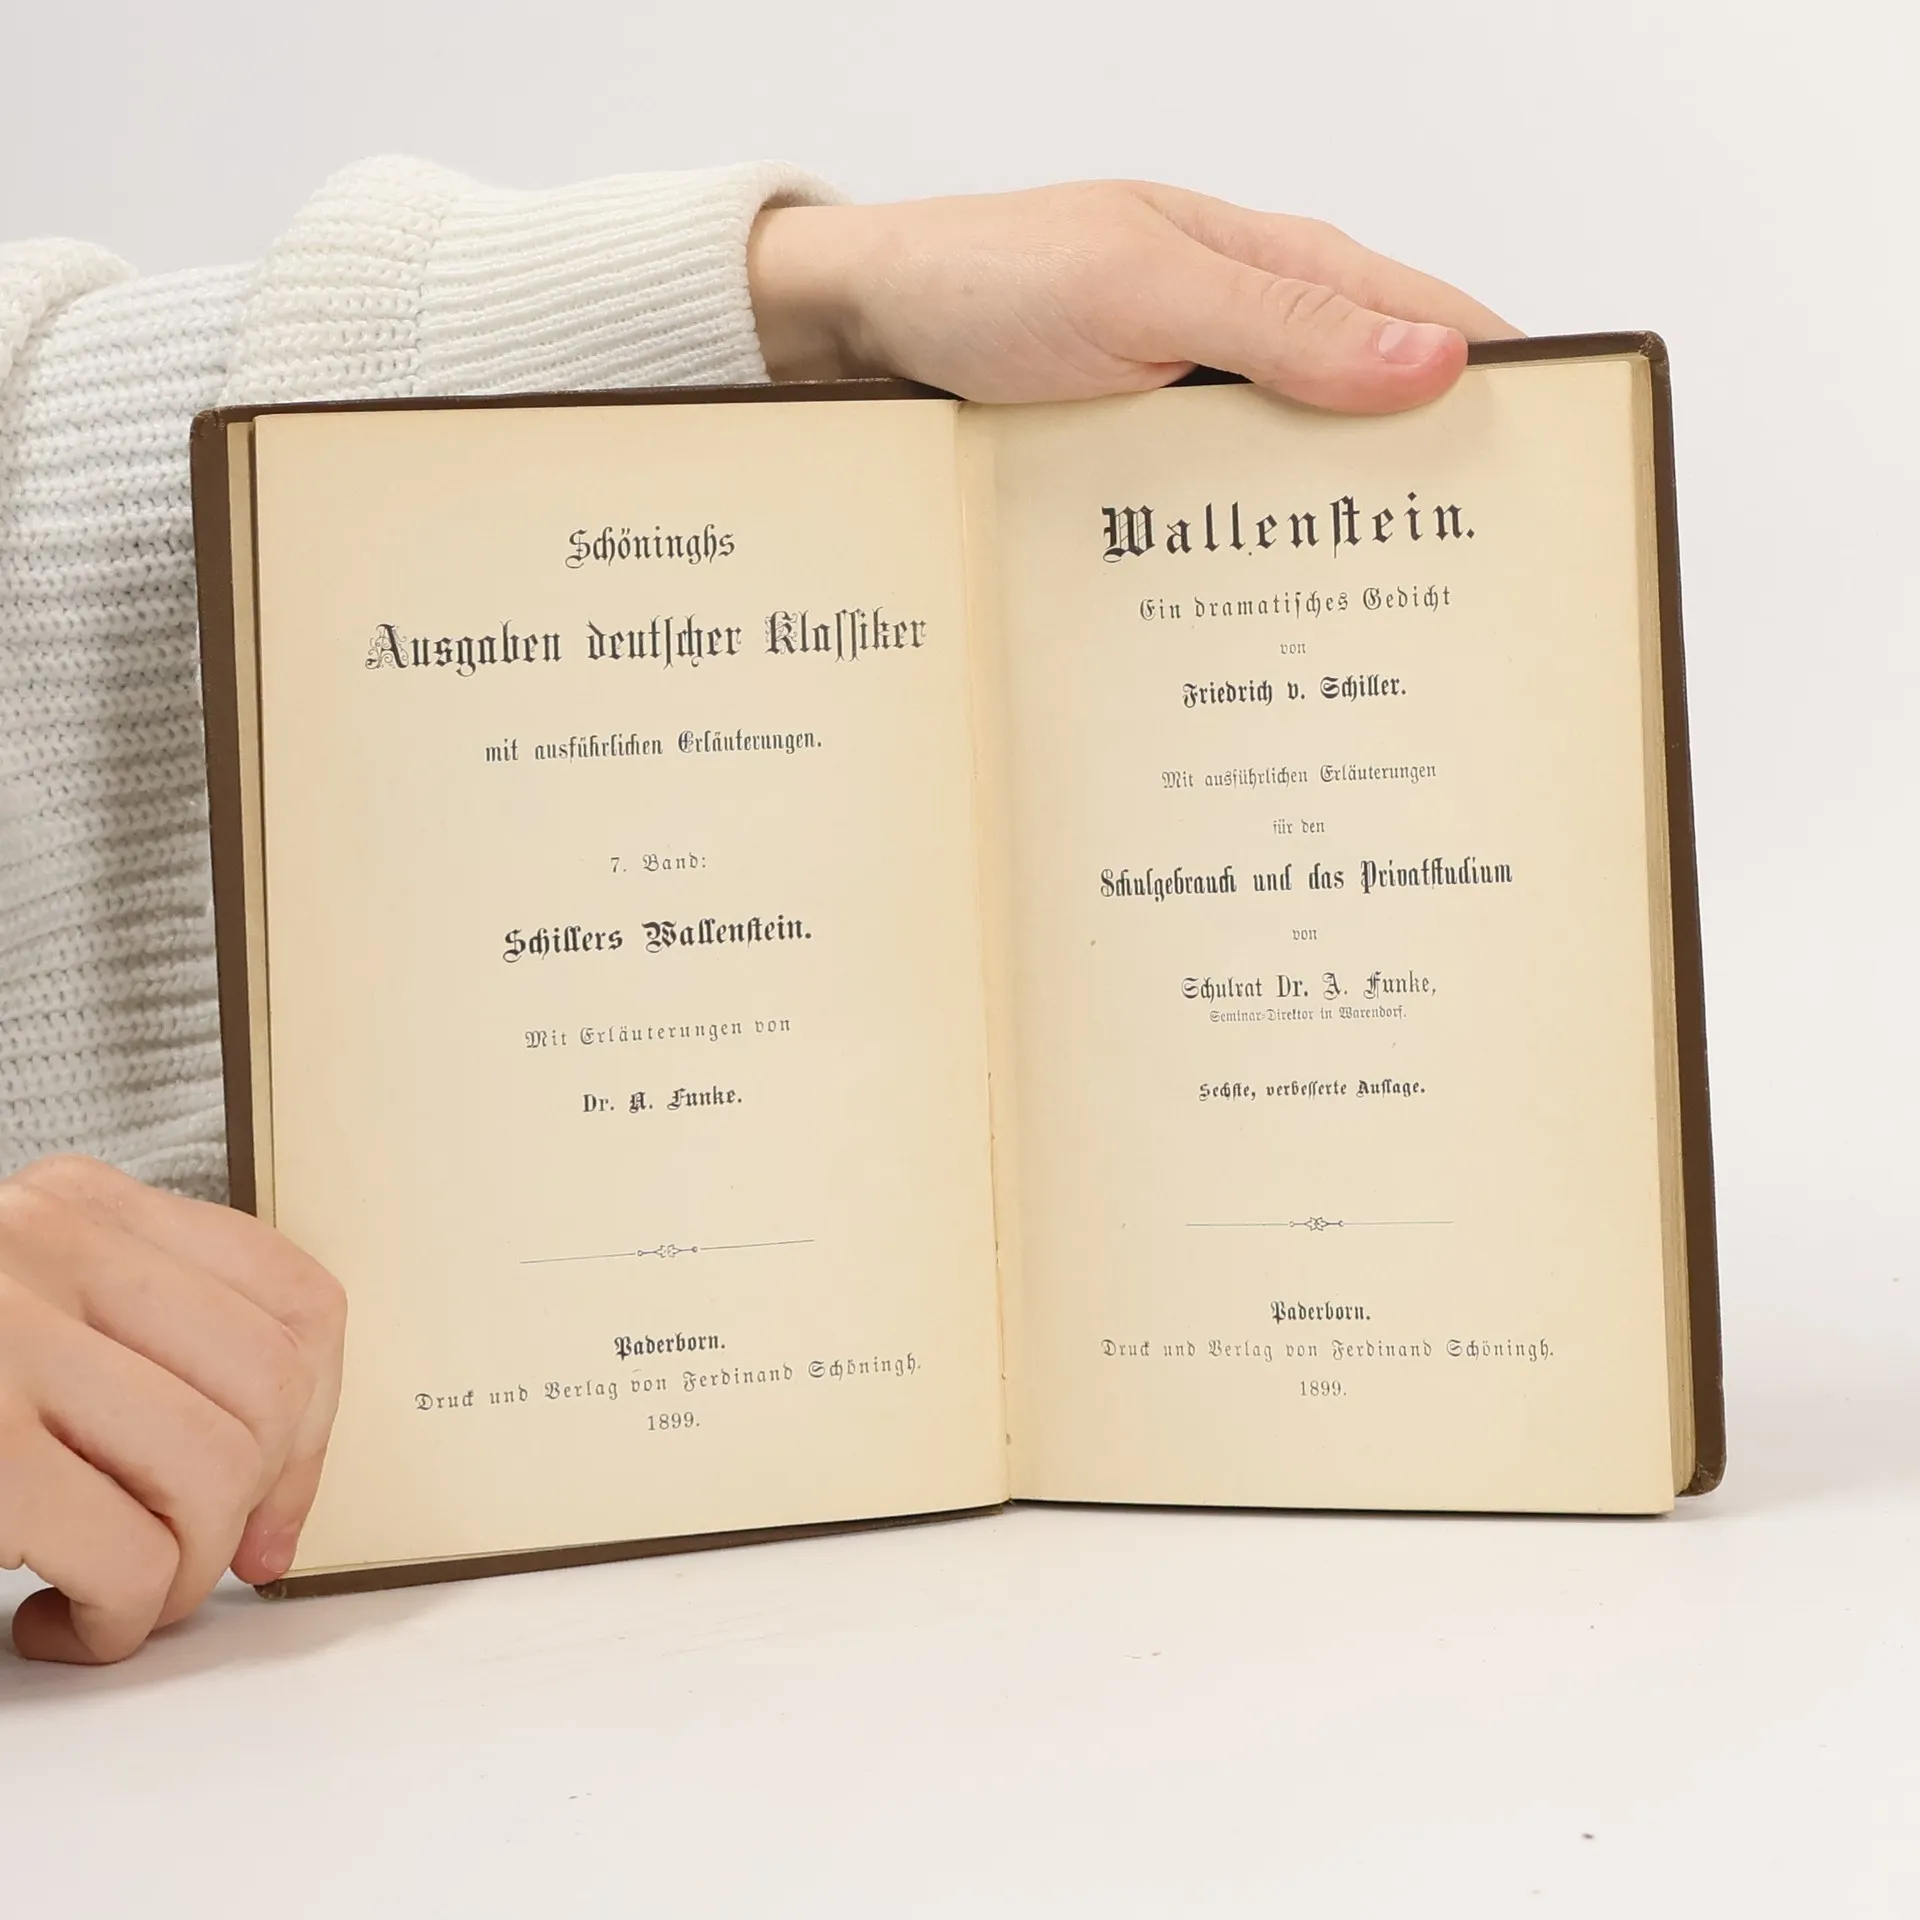 Schöninghs
Ausgaben deutſcher Klaſſiker
mit ausführlichen Erläuterungen.
7. Band:
Schillers Wallenſtein.
Mit Erläuterungen von
Dr. A. Funke.
Paderborn.
Druck und Verlag von Ferdinand Schöningh.
1899.
Wallenſtein.
Ein dramatiſches Gedicht
von
Friedrich v. Schiller.
Mit ausführlichen Erläuterungen
für den
Schulgebrauch und das Privatſtudium
von
Schulrat Dr. A. Funke,
Seminar-Direktor in Warendorf.
Sechſte, verbeſſerte Auflage.
Paderborn.
Druck und Verlag von Ferdinand Schöningh.
1899.